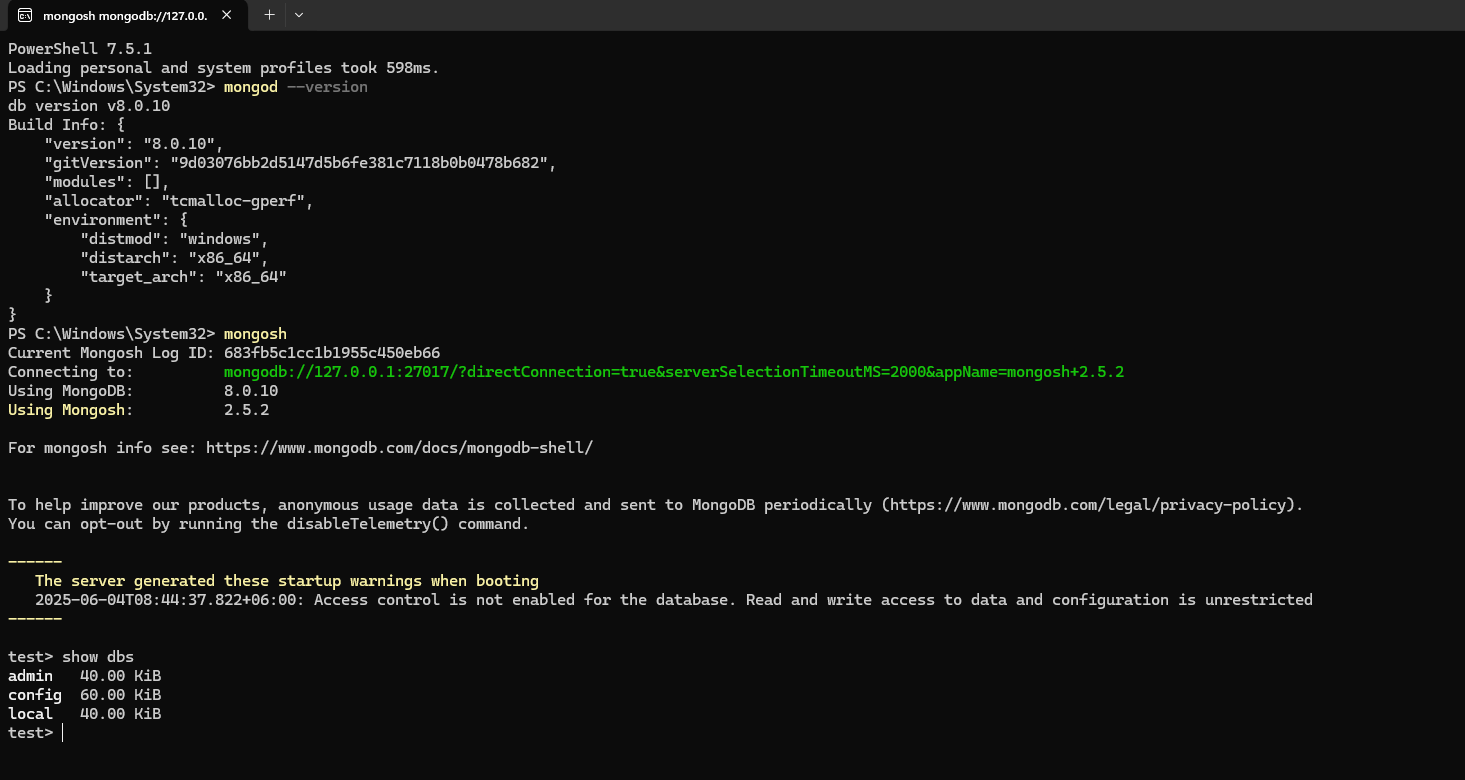 mongosh mongodb://127.0.0.
PowerShell 7.5.1
Loading personal and system profiles took 598ms.
PS C:\Windows\System32> mongod --version
db version v8.0.10
Build Info: {
    "version": "8.0.10",
    "gitVersion": "9d03076bb2d5147d5b6fe381c7118b0b0478b682",
    "modules": [],
    "allocator": "tcmalloc-gperf",
    "environment": {
        "distmod": "windows",
        "distarch": "x86_64",
        "target_arch": "x86_64"
    }
}
PS C:\Windows\System32> mongosh
Current Mongosh Log ID: 683fb5c1cc1b1955c450eb66
Connecting to:          mongodb://127.0.0.1:27017/?directConnection=true&serverSelectionTimeoutMS=2000&appName=mongosh+2.5.2
Using MongoDB:          8.0.10
Using Mongosh:          2.5.2
For mongosh info see: https://www.mongodb.com/docs/mongodb-shell/
To help improve our products, anonymous usage data is collected and sent to MongoDB periodically (https://www.mongodb.com/legal/privacy-policy).
You can opt-out by running the disableTelemetry() command.
------
   The server generated these startup warnings when booting
   2025-06-04T08:44:37.822+06:00: Access control is not enabled for the database. Read and write access to data and configuration is unrestricted
------
test> show dbs
admin   40.00 KiB
config  60.00 KiB
local   40.00 KiB
test>